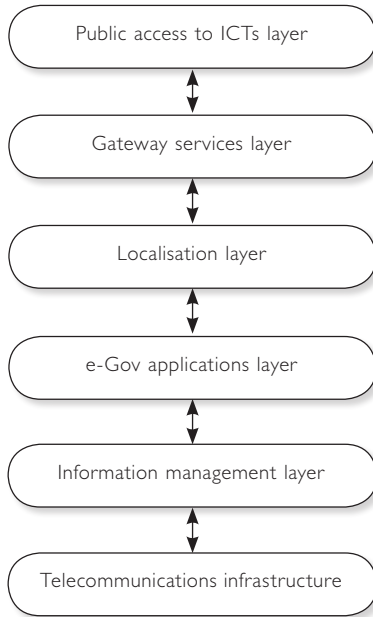 Public access to ICTs layer
Gateway services layer
Localisation layer
e-Gov applications layer
Information management layer
Telecommunications infrastructure